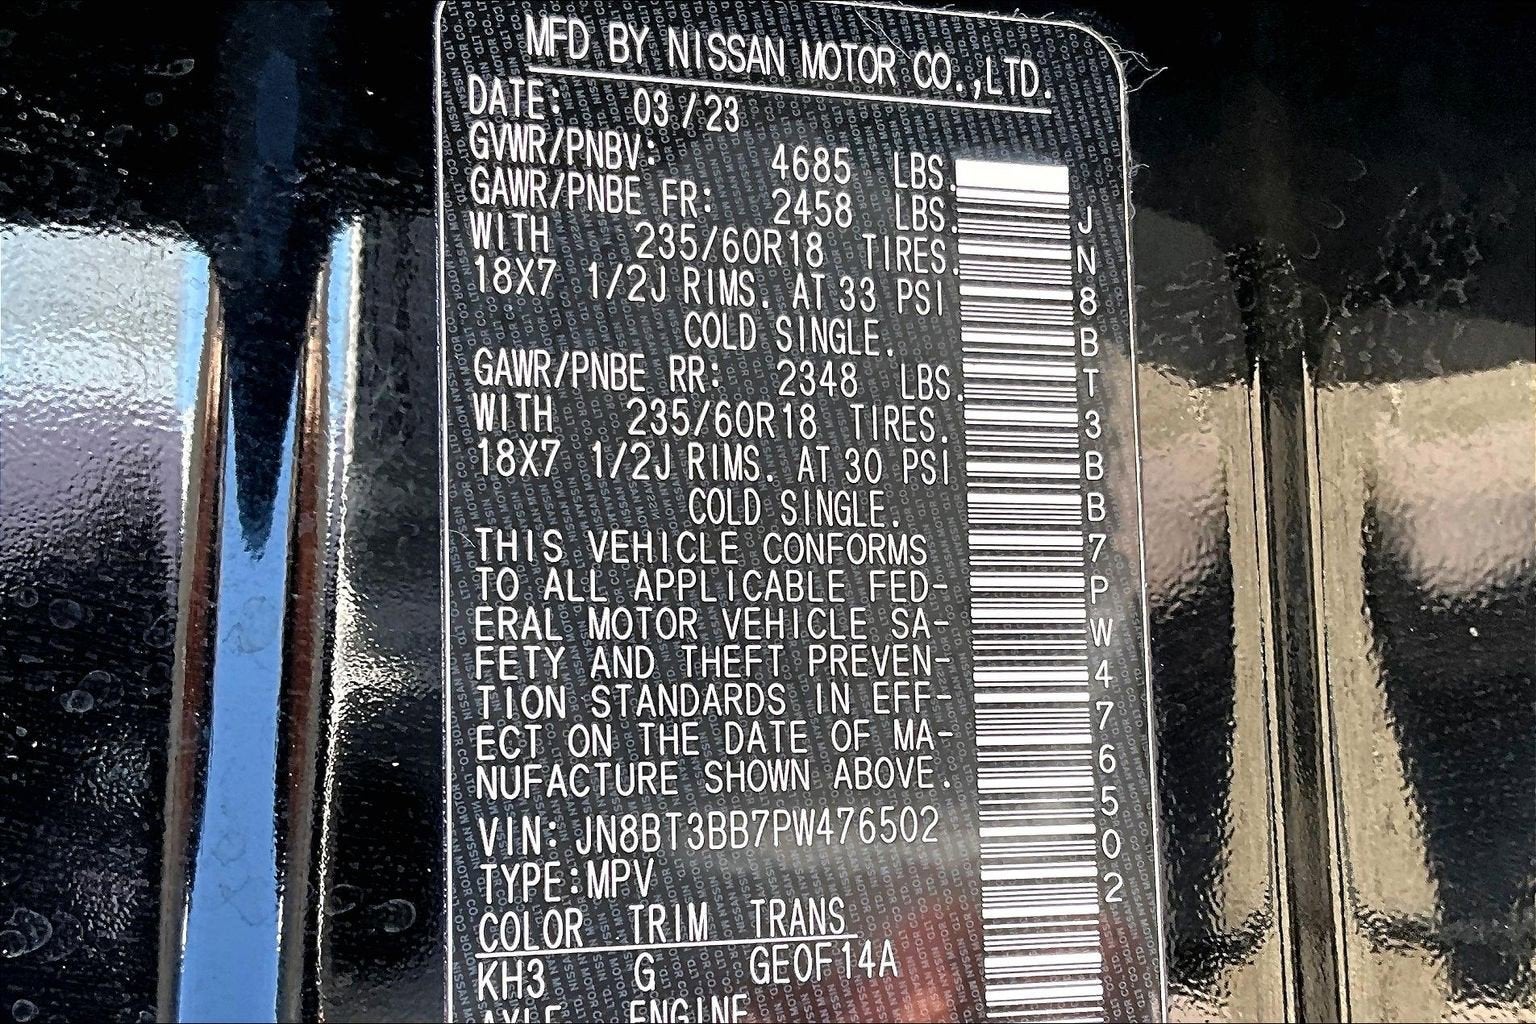 MFD BY NISSAN MOTOR CO.,LTD.
DATE: 03/23
GVWR/PNBV: 4685 LBS.
GAWR/PNBE FR: 2458 LBS.
WITH 235/60R18 TIRES.
18X7 1/2J RIMS. AT 33 PSI
COLD SINGLE.
GAWR/PNBE RR: 2348 LBS.
WITH 235/60R18 TIRES.
18X7 1/2J RIMS. AT 30 PSI
COLD SINGLE.
THIS VEHICLE CONFORMS
TO ALL APPLICABLE FED-
ERAL MOTOR VEHICLE SA-
FETY AND THEFT PREVEN-
TION STANDARDS IN EFF-
ECT ON THE DATE OF MA-
NUFACTURE SHOWN ABOVE.
VIN: JN8BT3BB7PW476502
TYPE:MPV
COLOR TRIM TRANS
KH3 G GE0F14A
AXLE ENGINE
JN8BT3BB7PW476502